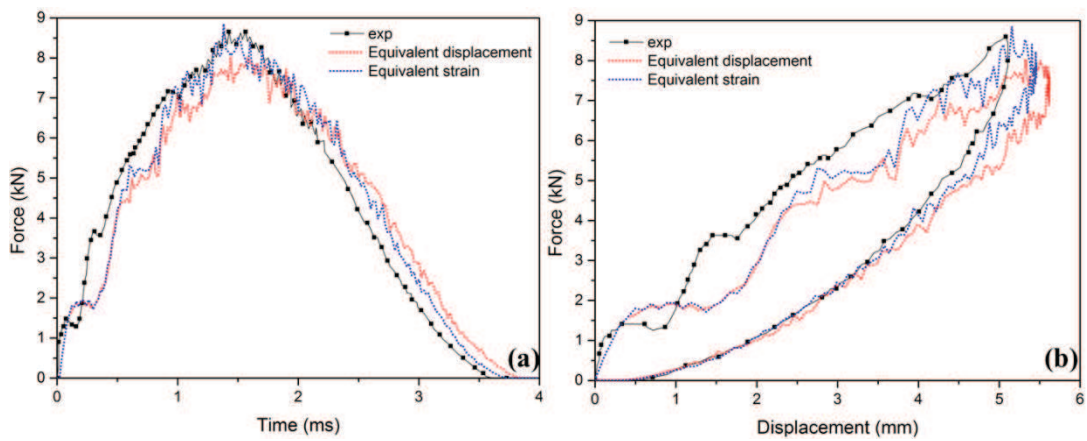 9
8
7
6
5
4
3
2
1
0
Force (kN)
exp
Equivalent displacement
Equivalent strain
(a)
0 1 2 3 4
Time (ms)
9
8
7
6
5
4
3
2
1
0
Force (kN)
exp
Equivalent displacement
Equivalent strain
(b)
0 1 2 3 4 5 6
Displacement (mm)